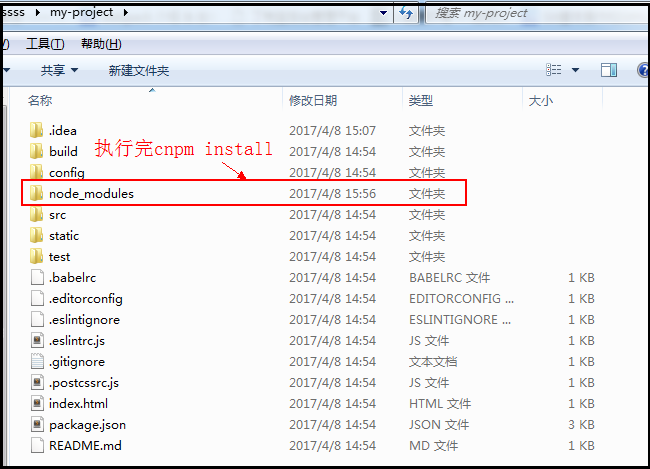 ssss ▸ my-project ▸ 搜索 my-project
V) 工具(T) 帮助(H)
共享 新建文件夹
名称 修改日期 类型 大小
.idea 2017/4/8 15:07 文件夹
build 2017/4/8 14:54 文件夹
执行完cnpm install
config 2017/4/8 14:54 文件夹
node_modules 2017/4/8 15:56 文件夹
src 2017/4/8 14:54 文件夹
static 2017/4/8 14:54 文件夹
test 2017/4/8 14:54 文件夹
.babelrc 2017/4/8 14:54 BABELRC 文件 1 KB
.editorconfig 2017/4/8 14:54 EDITORCONFIG ... 1 KB
.eslintignore 2017/4/8 14:54 ESLINTIGNORE ... 1 KB
.eslintrc.js 2017/4/8 14:54 JS 文件 1 KB
.gitignore 2017/4/8 14:54 文本文档 1 KB
.postcssrc.js 2017/4/8 14:54 JS 文件 1 KB
index.html 2017/4/8 14:54 HTML 文件 1 KB
package.json 2017/4/8 14:54 JSON 文件 3 KB
README.md 2017/4/8 14:54 MD 文件 1 KB